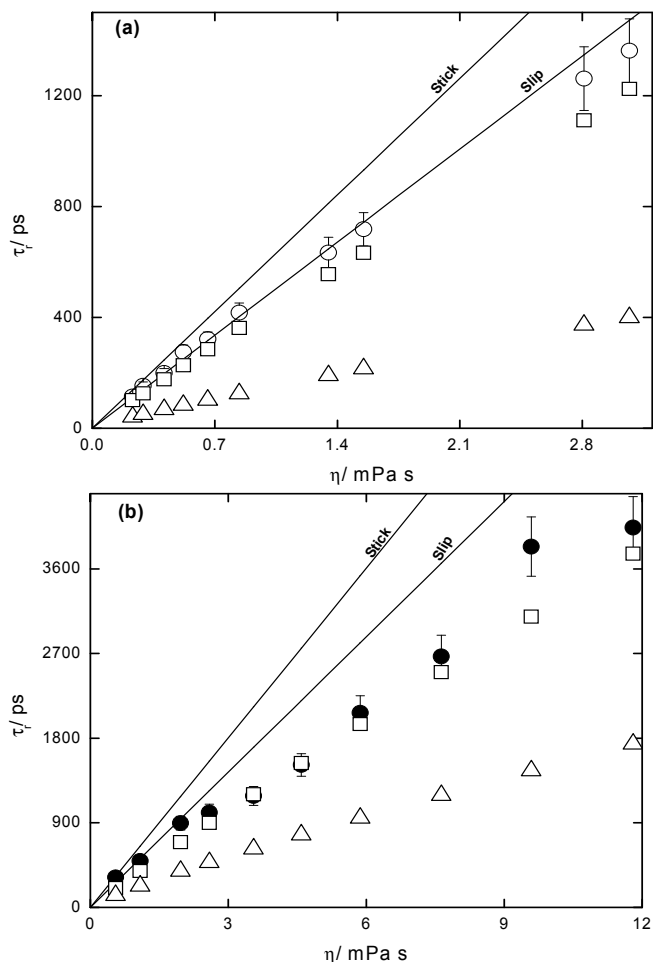 (a)
Stick
Slip
1200
800
400
0
τr/ ps
0.0 0.7 1.4 2.1 2.8
η/ mPa s
(b)
Stick
Slip
3600
2700
1800
900
0
τr/ ps
0 3 6 9 12
η/ mPa s